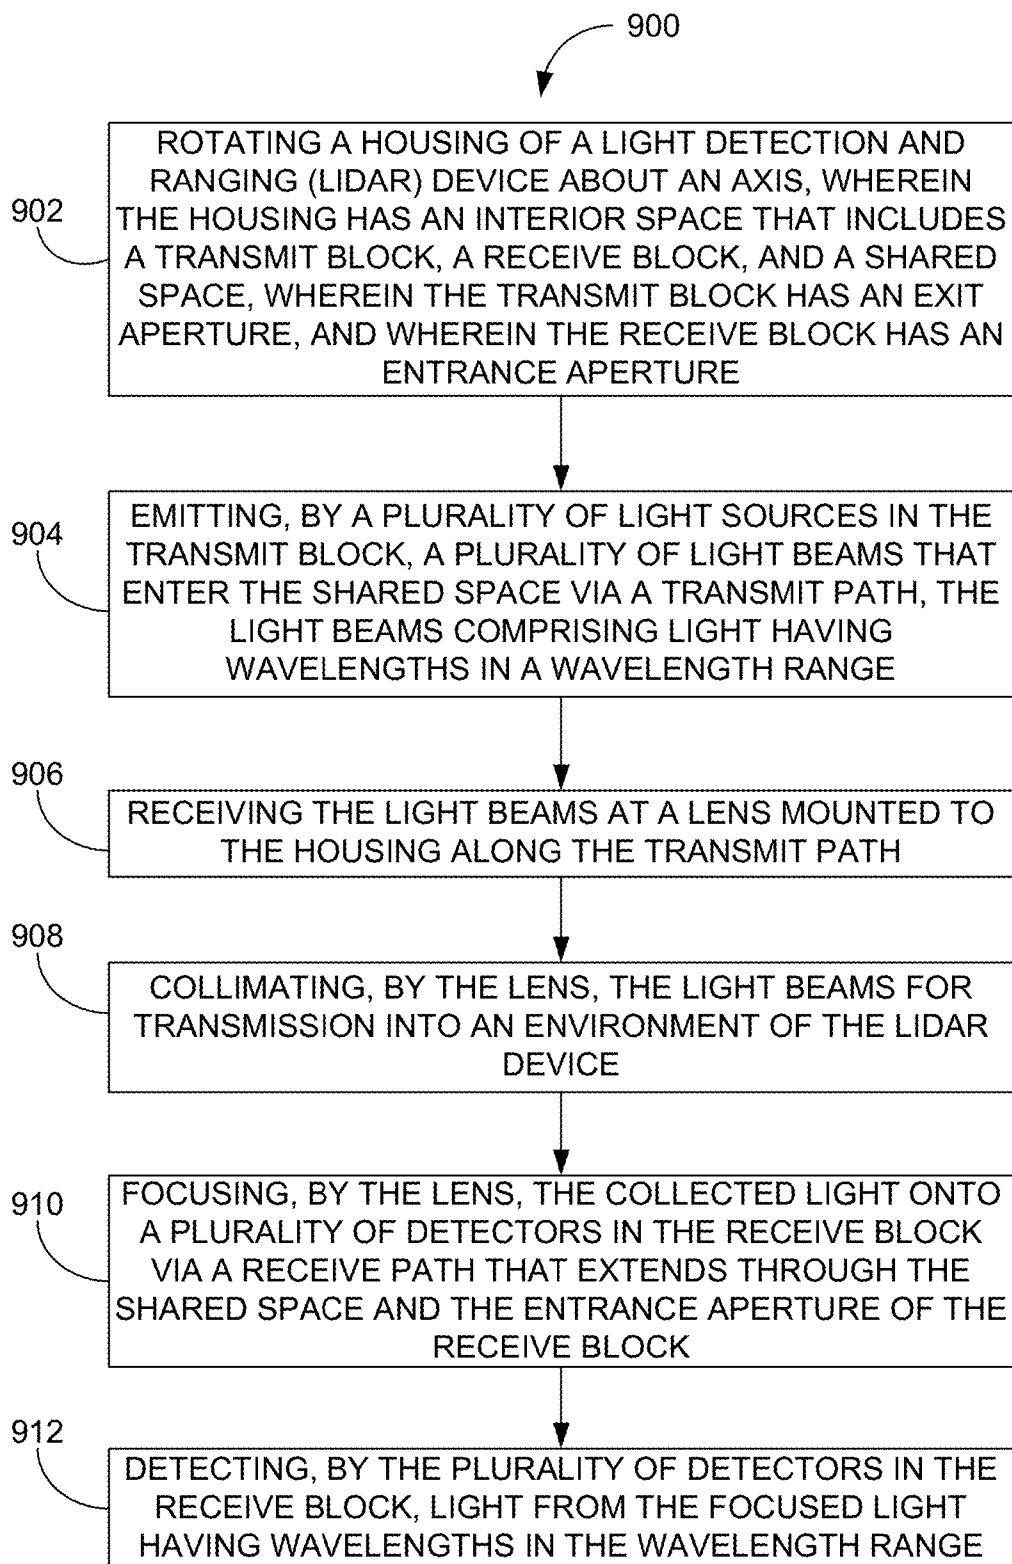 900
902
ROTATING A HOUSING OF A LIGHT DETECTION AND
RANGING (LIDAR) DEVICE ABOUT AN AXIS, WHEREIN
THE HOUSING HAS AN INTERIOR SPACE THAT INCLUDES
A TRANSMIT BLOCK, A RECEIVE BLOCK, AND A SHARED
SPACE, WHEREIN THE TRANSMIT BLOCK HAS AN EXIT
APERTURE, AND WHEREIN THE RECEIVE BLOCK HAS AN
ENTRANCE APERTURE
904
EMITTING, BY A PLURALITY OF LIGHT SOURCES IN THE
TRANSMIT BLOCK, A PLURALITY OF LIGHT BEAMS THAT
ENTER THE SHARED SPACE VIA A TRANSMIT PATH, THE
LIGHT BEAMS COMPRISING LIGHT HAVING
WAVELENGTHS IN A WAVELENGTH RANGE
906
RECEIVING THE LIGHT BEAMS AT A LENS MOUNTED TO
THE HOUSING ALONG THE TRANSMIT PATH
908
COLLIMATING, BY THE LENS, THE LIGHT BEAMS FOR
TRANSMISSION INTO AN ENVIRONMENT OF THE LIDAR
DEVICE
910
FOCUSING, BY THE LENS, THE COLLECTED LIGHT ONTO
A PLURALITY OF DETECTORS IN THE RECEIVE BLOCK
VIA A RECEIVE PATH THAT EXTENDS THROUGH THE
SHARED SPACE AND THE ENTRANCE APERTURE OF THE
RECEIVE BLOCK
912
DETECTING, BY THE PLURALITY OF DETECTORS IN THE
RECEIVE BLOCK, LIGHT FROM THE FOCUSED LIGHT
HAVING WAVELENGTHS IN THE WAVELENGTH RANGE